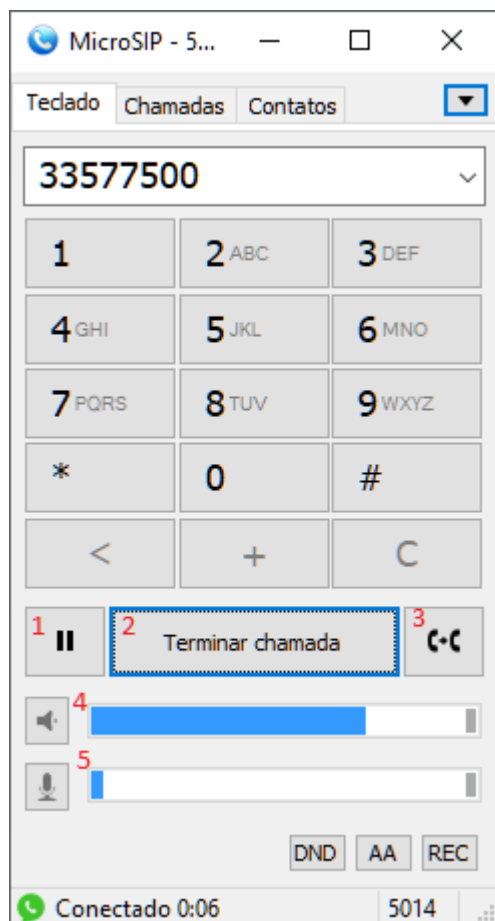 MicroSIP - 5...
Teclado Chamadas Contatos
33577500
1 2 ABC 3 DEF
4 GHI 5 JKL 6 MNO
7 PQRS 8 TUV 9 WXYZ
* 0 #
< + C
1 2 Terminar chamada 3
4
5
DND AA REC
Conectado 0:06 5014